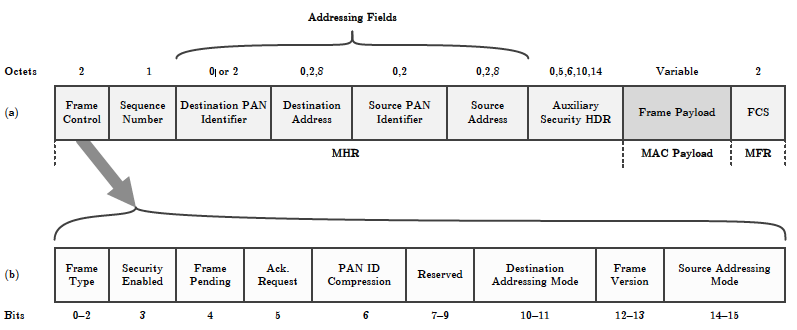 Addressing Fields
Octets 2 1 0 or 2 0,2,8 0,2 0,2,8 0,5,6,10,14 Variable 2
(a) Frame Control Sequence Number Destination PAN Identifier Destination Address Source PAN Identifier Source Address Auxiliary Security HDR Frame Payload FCS
MHR MAC Payload MFR
(b) Frame Type Security Enabled Frame Pending Ack. Request PAN ID Compression Reserved Destination Addressing Mode Frame Version Source Addressing Mode
Bits 0–2 3 4 5 6 7–9 10–11 12–13 14–15